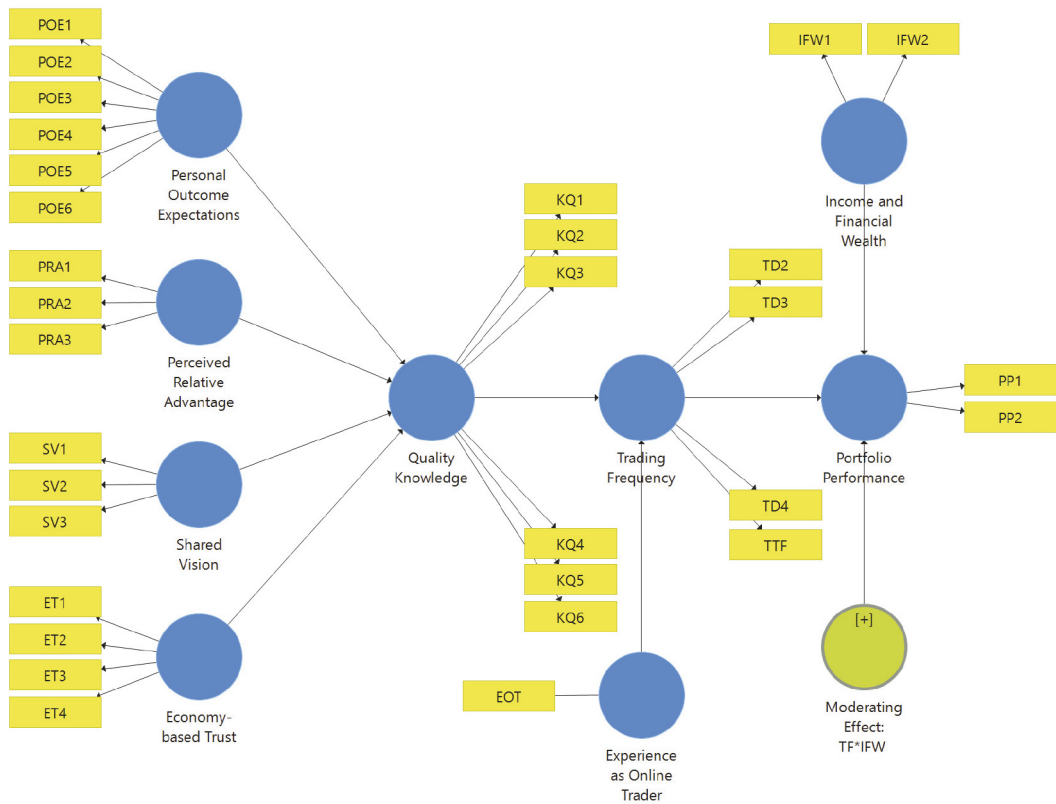 POE1
POE2
POE3
POE4
POE5
POE6
Personal
Outcome
Expectations
PRA1
PRA2
PRA3
Perceived
Relative
Advantage
SV1
SV2
SV3
Shared
Vision
ET1
ET2
ET3
ET4
Economy-
based Trust
KQ1
KQ2
KQ3
Quality
Knowledge
KQ4
KQ5
KQ6
EOT
Experience
as Online
Trader
TD2
TD3
Trading
Frequency
TD4
TTF
IFW1
IFW2
Income and
Financial
Wealth
PP1
PP2
Portfolio
Performance
[+]
Moderating
Effect:
TF*IFW